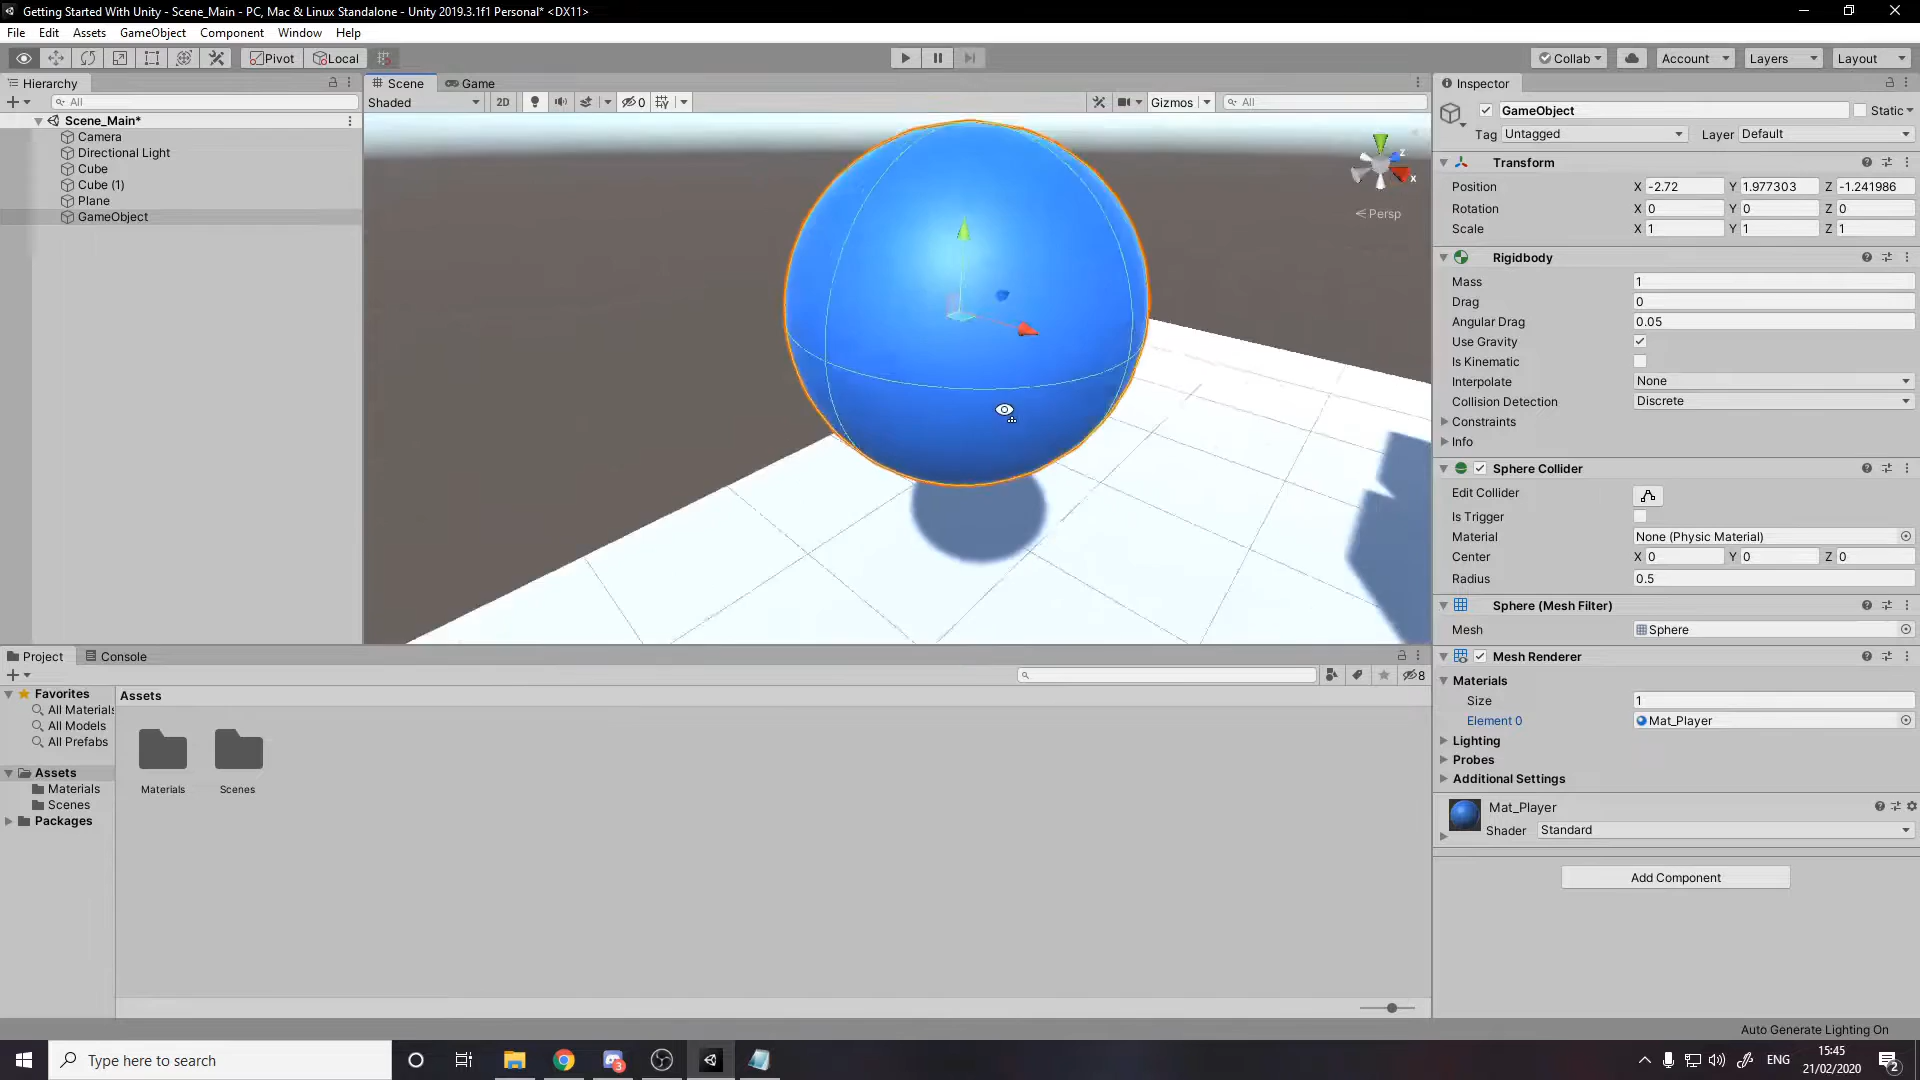 Getting Started With Unity - Scene_Main - PC, Mac & Linux Standalone - Unity 2019.3.1f1 Personal* <DX11>
File Edit Assets GameObject Component Window Help
Pivot Local Collab Account Layers Layout
Hierarchy
All
Scene_Main*
Camera
Directional Light
Cube
Cube (1)
Plane
GameObject
Scene Game
Shaded 2D 0 Gizmos All
y
z
x
Persp
Inspector
GameObject Static
Tag Untagged Layer Default
Transform
Position X -2.72 Y 1.977303 Z -1.241986
Rotation X 0 Y 0 Z 0
Scale X 1 Y 1 Z 1
Rigidbody
Mass 1
Drag 0
Angular Drag 0.05
Use Gravity
Is Kinematic
Interpolate None
Collision Detection Discrete
Constraints
Info
Sphere Collider
Edit Collider
Is Trigger
Material None (Physic Material)
Center X 0 Y 0 Z 0
Radius 0.5
Sphere (Mesh Filter)
Mesh Sphere
Mesh Renderer
Materials
Size 1
Element 0 Mat_Player
Lighting
Probes
Additional Settings
Mat_Player
Shader Standard
Add Component
Project Console
8
Favorites
All Materials
All Models
All Prefabs
Assets
Materials
Scenes
Packages
Assets
Materials Scenes
Auto Generate Lighting On
Type here to search
3
ENG
15:45
21/02/2020
2